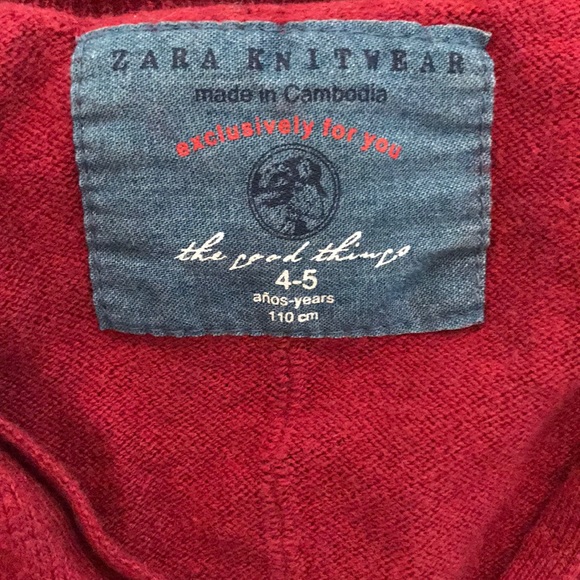 ZARA KNITWEAR
made in Cambodia
exclusively for you
the good things
4-5
años-years
110 cm